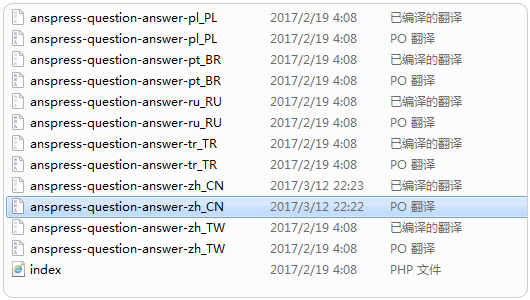 anspress-question-answer-pl_PL 2017/2/19 4:08 已编译的翻译
anspress-question-answer-pl_PL 2017/2/19 4:08 PO 翻译
anspress-question-answer-pt_BR 2017/2/19 4:08 已编译的翻译
anspress-question-answer-pt_BR 2017/2/19 4:08 PO 翻译
anspress-question-answer-ru_RU 2017/2/19 4:08 已编译的翻译
anspress-question-answer-ru_RU 2017/2/19 4:08 PO 翻译
anspress-question-answer-tr_TR 2017/2/19 4:08 已编译的翻译
anspress-question-answer-tr_TR 2017/2/19 4:08 PO 翻译
anspress-question-answer-zh_CN 2017/3/12 22:23 已编译的翻译
anspress-question-answer-zh_CN 2017/3/12 22:22 PO 翻译
anspress-question-answer-zh_TW 2017/2/19 4:08 已编译的翻译
anspress-question-answer-zh_TW 2017/2/19 4:08 PO 翻译
index 2017/2/19 4:08 PHP 文件